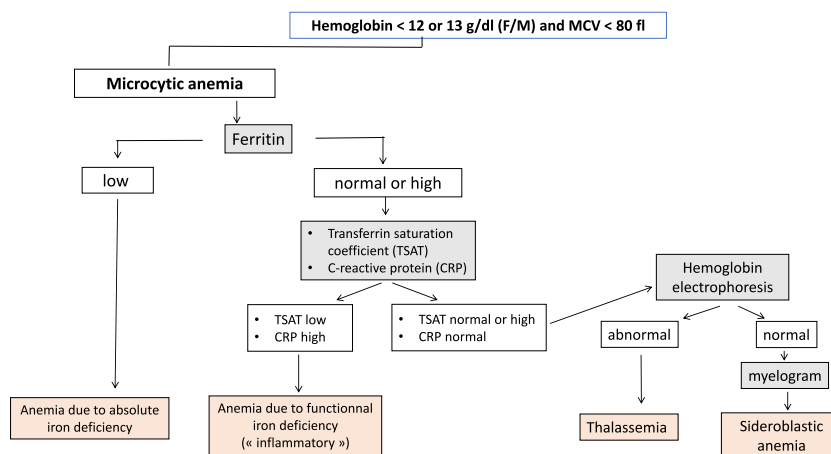 Hemoglobin < 12 or 13 g/dl (F/M) and MCV < 80 fl
Microcytic anemia
Ferritin
low
normal or high
• Transferrin saturation
coefficient (TSAT)
• C-reactive protein (CRP)
Hemoglobin
electrophoresis
• TSAT low
• CRP high
• TSAT normal or high
• CRP normal
abnormal
normal
myelogram
Anemia due to absolute
iron deficiency
Anemia due to functionnal
iron deficiency
(« inflammatory »)
Thalassemia
Sideroblastic
anemia